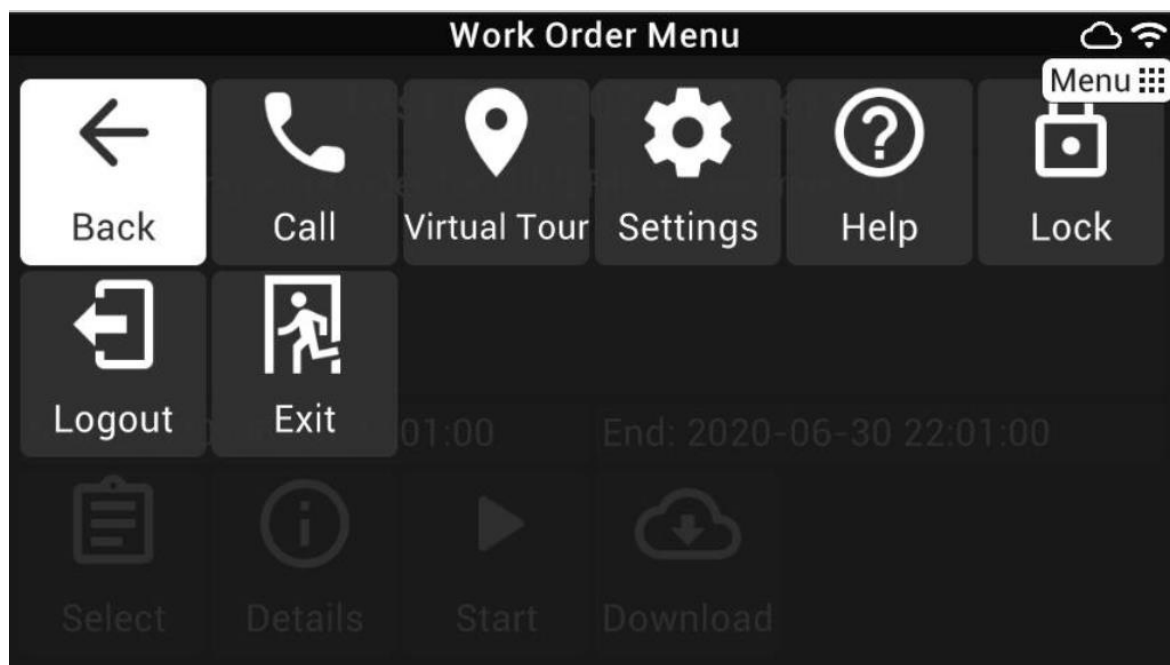 Work Order Menu
Menu
Back
Call
Virtual Tour
Settings
Help
Lock
Logout
Exit
01:00
End: 2020-06-30 22:01:00
Select
Details
Start
Download